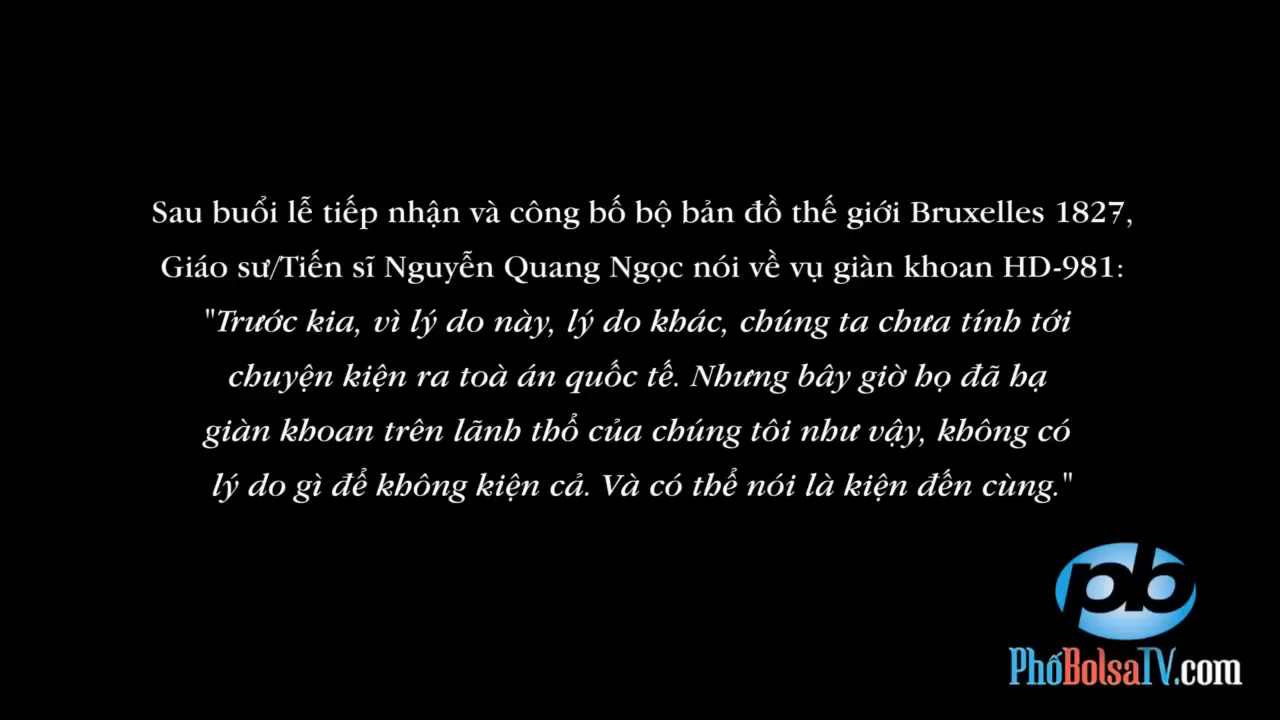 Sau buổi lễ tiếp nhận và công bố bộ bản đồ thế giới Bruxelles 1827,
Giáo sư/Tiến sĩ Nguyễn Quang Ngọc nói về vụ giàn khoan HD-981:
"Trước kia, vì lý do này, lý do khác, chúng ta chưa tính tới
chuyện kiện ra toà án quốc tế. Nhưng bây giờ họ đã hạ
giàn khoan trên lãnh thổ của chúng tôi như vậy, không có
lý do gì để không kiện cả. Và có thể nói là kiện đến cùng."
pb
PhốBolsaTV.com